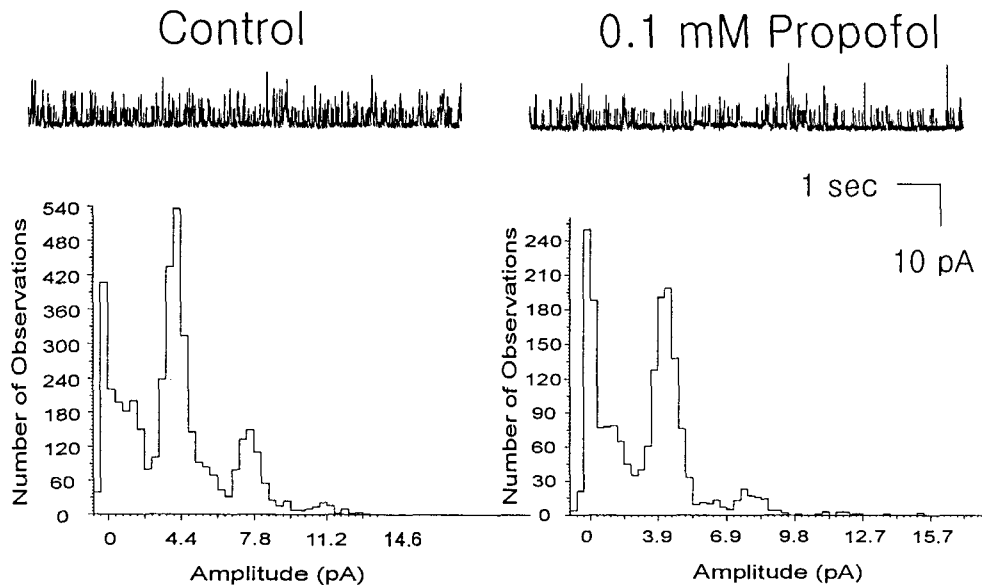 Control
0.1 mM Propofol
1 sec
10 pA
Number of Observations
540
480
420
360
300
240
180
120
60
0
0 4.4 7.8 11.2 14.6
Amplitude (pA)
Number of Observations
240
210
180
150
120
90
60
30
0
0 3.9 6.9 9.8 12.7 15.7
Amplitude (pA)